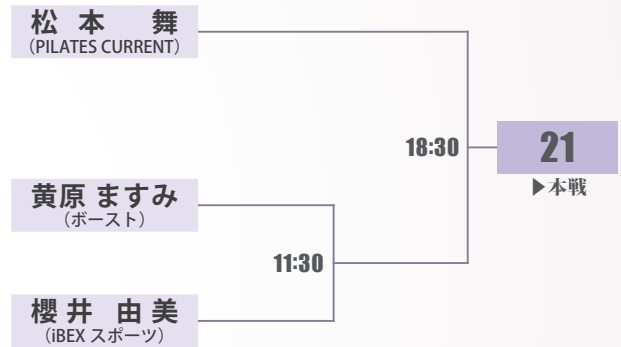 松本 舞
(PILATES CURRENT)
18:30
21
▶本戦
黄原 ますみ
(ボースト)
11:30
櫻井 由美
(iBEX スポーツ)